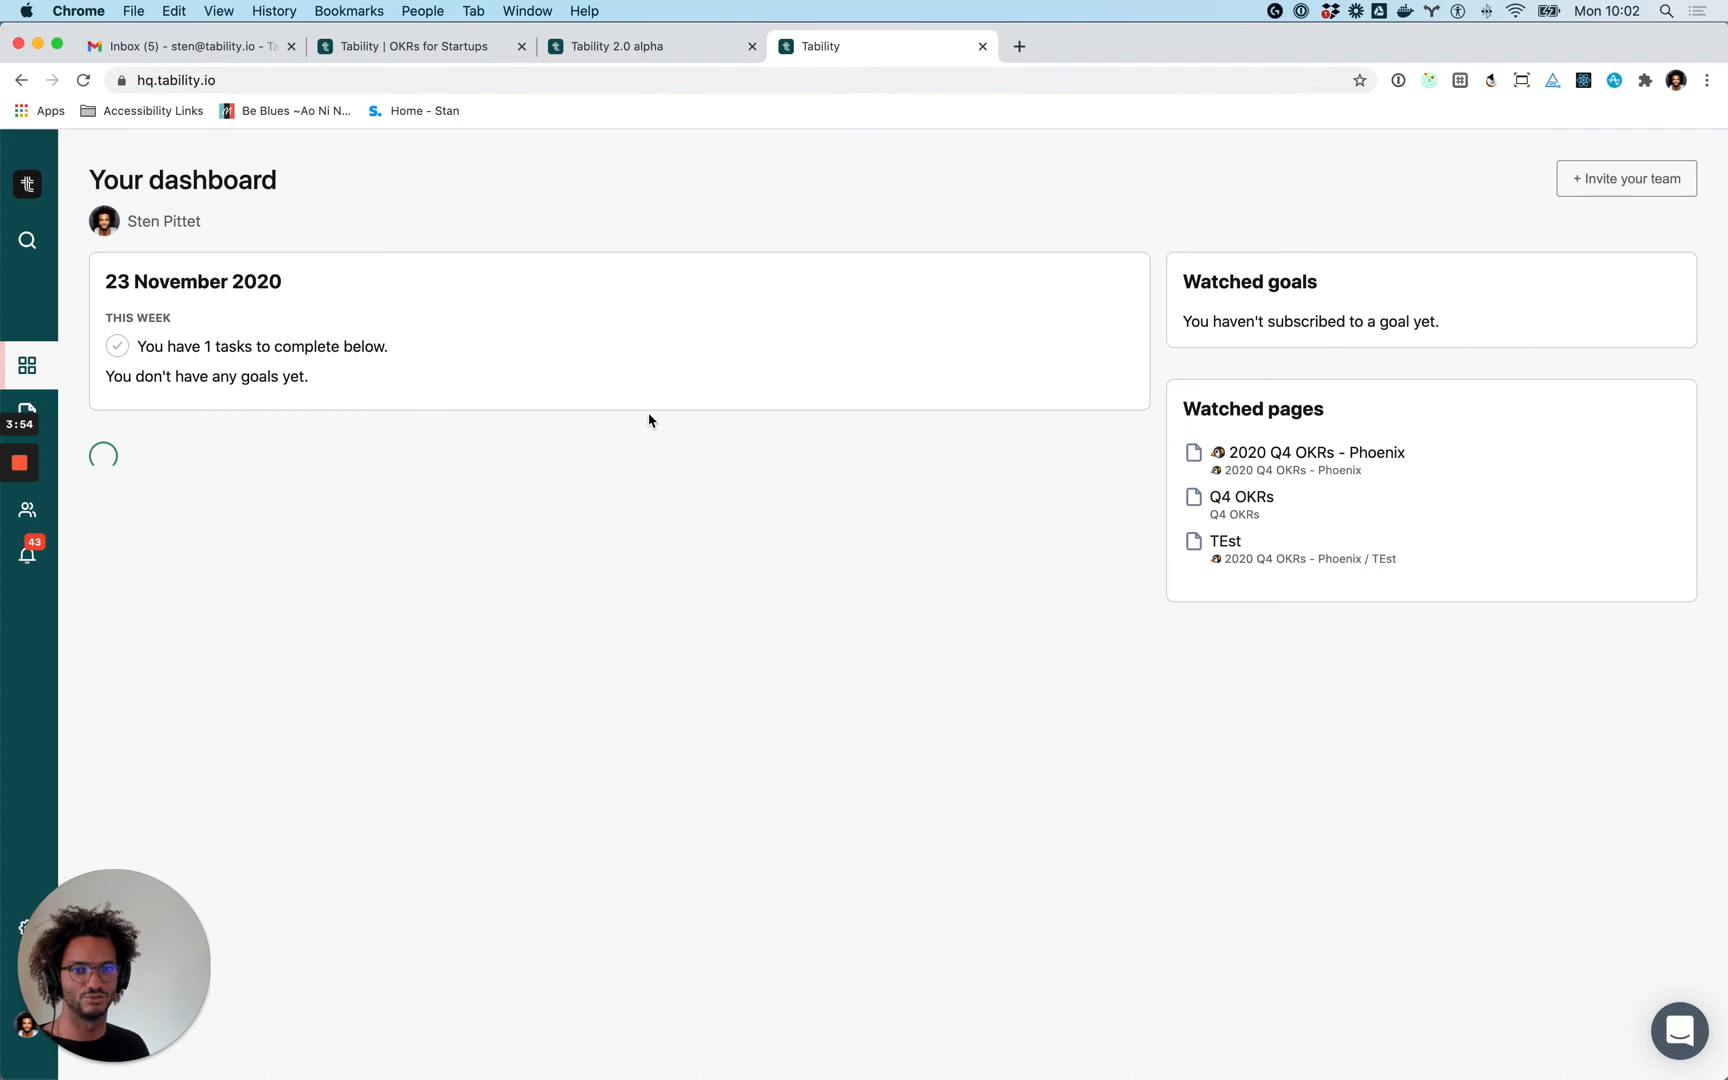 Chrome File Edit View History Bookmarks People Tab Window Help
Mon 10:02
Inbox (5) - sten@tability.io - Ta
Tability | OKRs for Startups
Tability 2.0 alpha
Tability
hq.tability.io
Apps
Accessibility Links
Be Blues ~Ao Ni N...
Home - Stan
Your dashboard
+ Invite your team
Sten Pittet
23 November 2020
THIS WEEK
You have 1 tasks to complete below.
You don't have any goals yet.
Watched goals
You haven't subscribed to a goal yet.
Watched pages
2020 Q4 OKRs - Phoenix
2020 Q4 OKRs - Phoenix
Q4 OKRs
Q4 OKRs
TEst
2020 Q4 OKRs - Phoenix / TEst
3:54
43